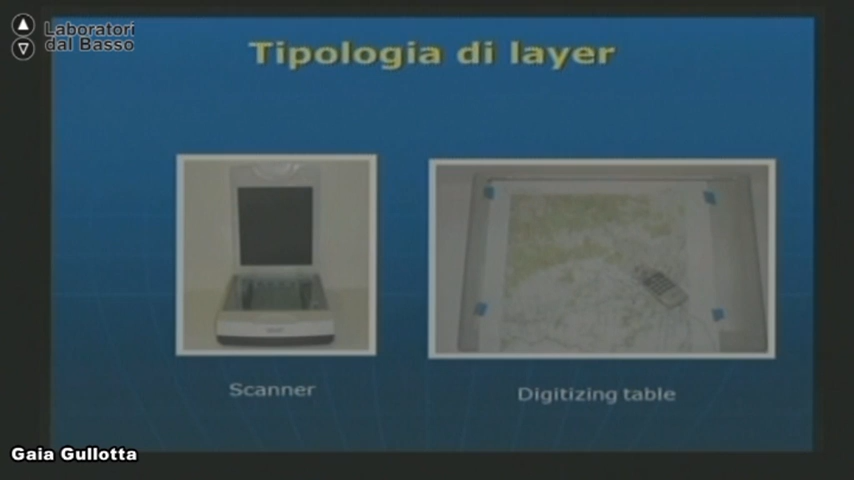 Laboratori
dal Basso
Tipologia di layer
Scanner
Digitizing table
Gaia Gullotta